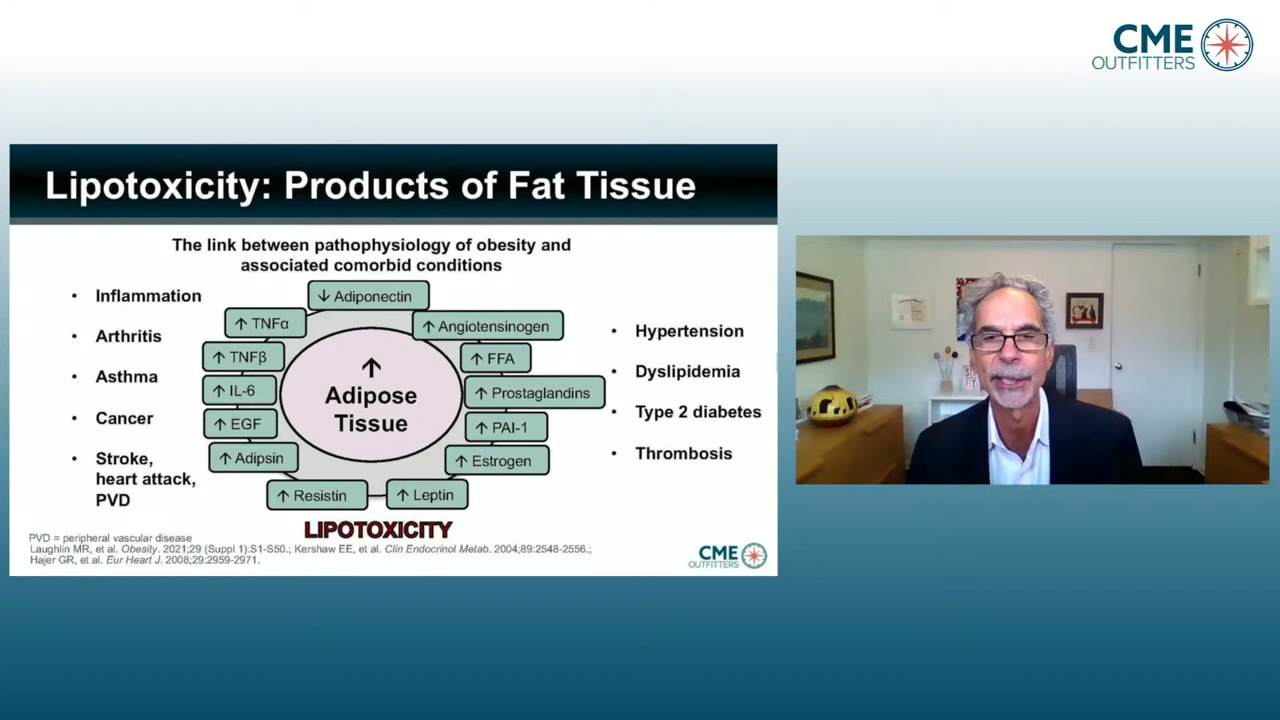 CME
OUTFITTERS
Lipotoxicity: Products of Fat Tissue
The link between pathophysiology of obesity and
associated comorbid conditions
• Inflammation
• Arthritis
• Asthma
• Cancer
• Stroke,
heart attack,
PVD
↓ Adiponectin
↑ TNFα
↑ TNFβ
↑ IL-6
↑ EGF
↑ Adipsin
↑ Resistin
↑ Angiotensinogen
↑ FFA
↑ Prostaglandins
↑ PAI-1
↑ Estrogen
↑ Leptin
↑
Adipose
Tissue
• Hypertension
• Dyslipidemia
• Type 2 diabetes
• Thrombosis
LIPOTOXICITY
PVD = peripheral vascular disease
Laughlin MR, et al. Obesity. 2021;29 (Suppl 1):S1-S50.; Kershaw EE, et al. Clin Endocrinol Metab. 2004;89:2548-2556.;
Hajer GR, et al. Eur Heart J. 2008;29:2959-2971.
CME
OUTFITTERS